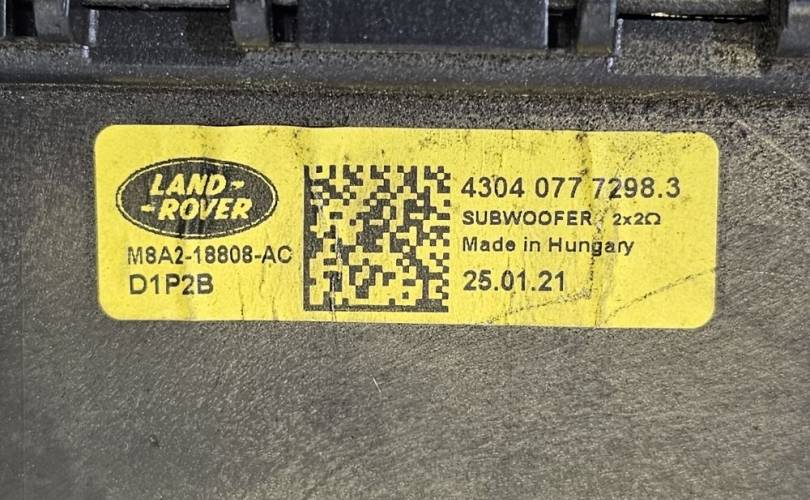 LAND-
-ROVER
M8A2-18808-AC
D1P2B
4304 077 7298.3
SUBWOOFER / 2x2Ω
Made in Hungary
25.01.21